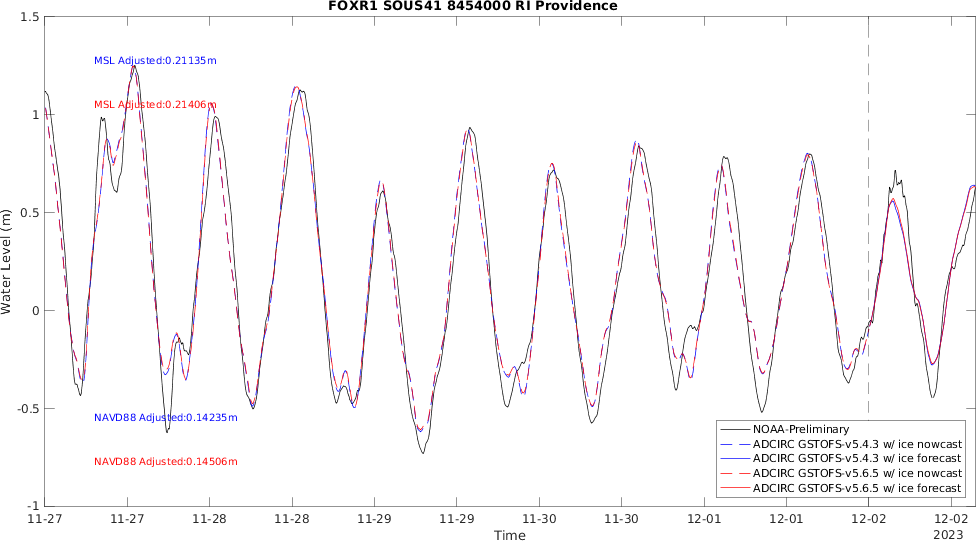 FOXR1 SOUS41 8454000 RI Providence
1.5
1
0.5
0
-0.5
-1
Water Level (m)
MSL Adjusted:0.21135m
MSL Adjusted:0.21406m
NAVD88 Adjusted:0.14235m
NAVD88 Adjusted:0.14506m
NOAA-Preliminary
ADCIRC GSTOFS-v5.4.3 w/ ice nowcast
ADCIRC GSTOFS-v5.4.3 w/ ice forecast
ADCIRC GSTOFS-v5.6.5 w/ ice nowcast
ADCIRC GSTOFS-v5.6.5 w/ ice forecast
11-27 11-27 11-28 11-28 11-29 11-29 11-30 11-30 12-01 12-01 12-02 12-02
Time
2023